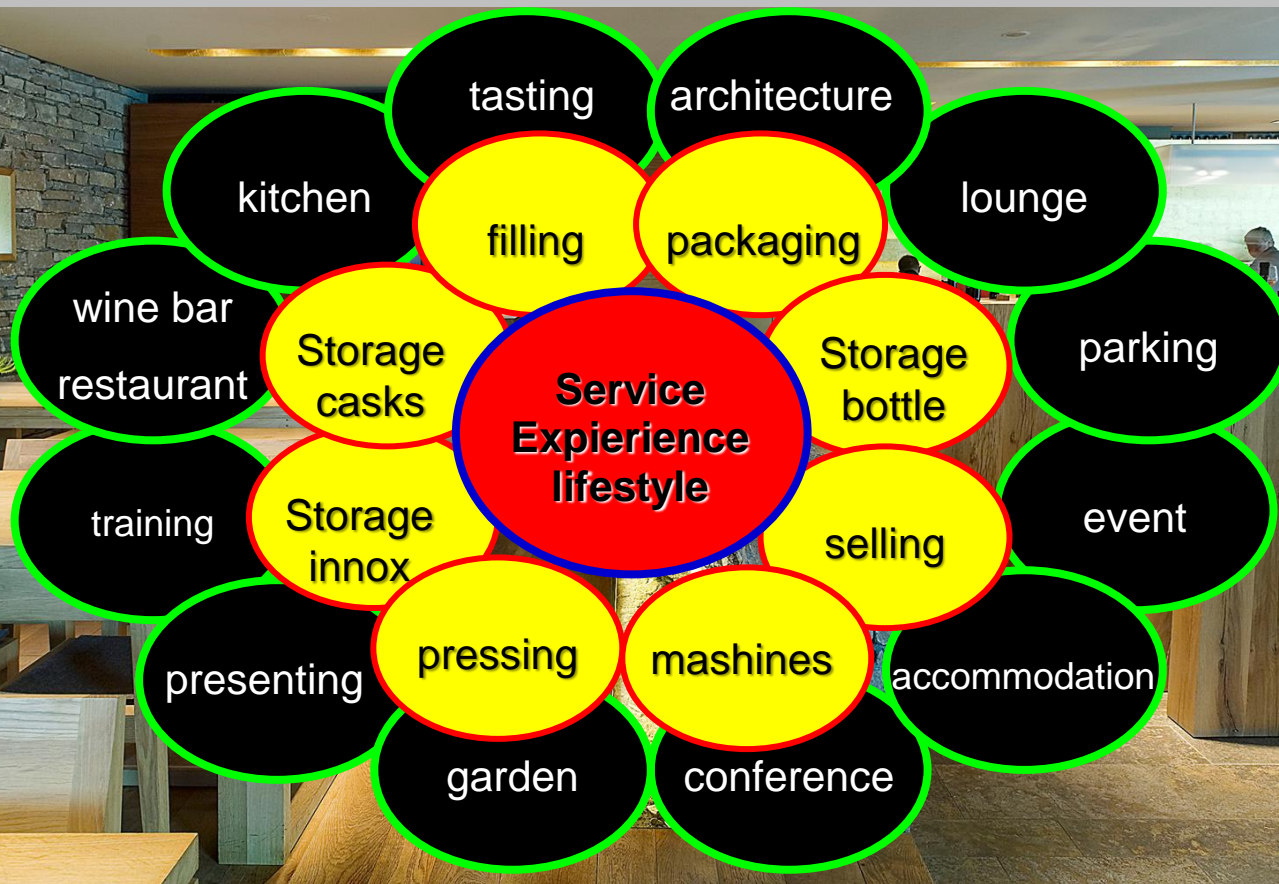 tasting
architecture
kitchen
lounge
filling
packaging
wine bar
restaurant
Storage
casks
Storage
bottle
parking
Service
Expierience
lifestyle
training
Storage
innox
selling
event
presenting
pressing
mashines
accommodation
garden
conference